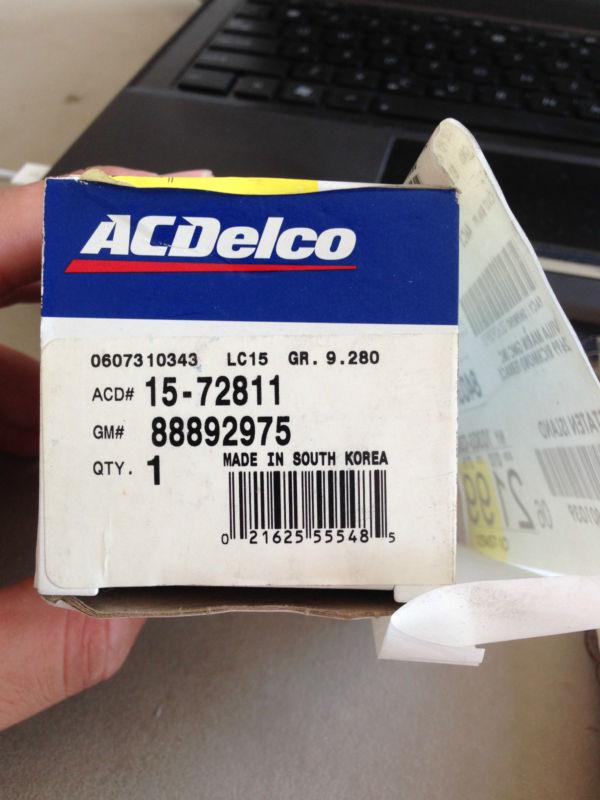 ACDelco
0607310343 LC15 GR. 9.280
ACD# 15-72811
GM# 88892975
QTY. 1
MADE IN SOUTH KOREA
0 21625 55548 5